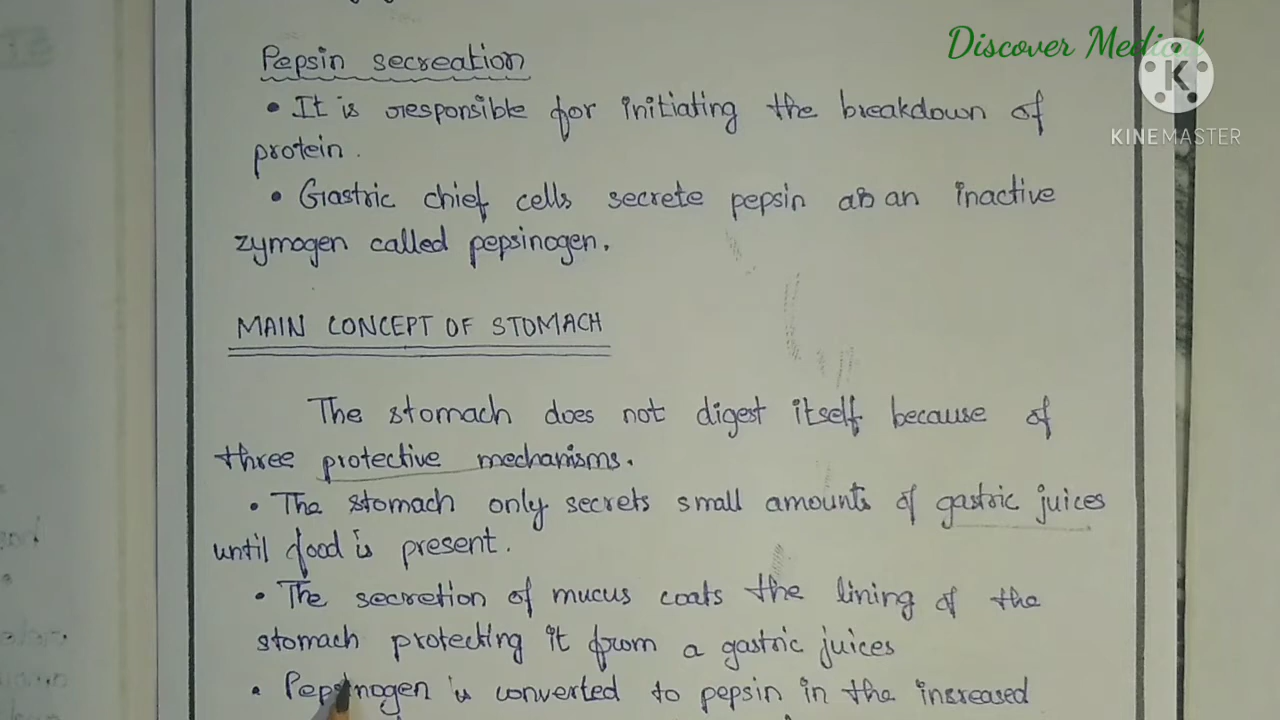 Discover Medical
K
KINEMASTER
Pepsin secreation
• It is responsible for initiating the breakdown of
protein.
• Gastric chief cells secrete pepsin as an inactive
zymogen called pepsinogen.
MAIN CONCEPT OF STOMACH
The stomach does not digest itself because of
three protective mechanisms.
• The stomach only secrets small amounts of gastric juices
until food is present.
• The secretion of mucus coats the lining of the
stomach protecting it from a gastric juices
• Pepsinogen is converted to pepsin in the increased